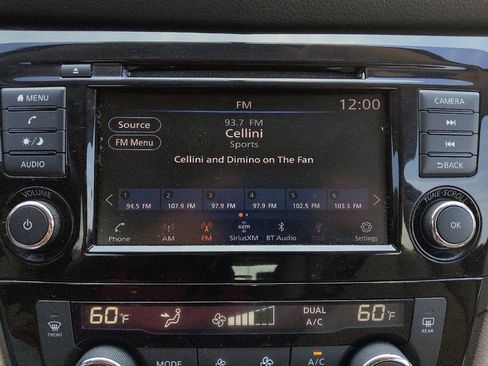 MENU
AUDIO
VOLUME
FM 12:00
Source
FM Menu
93.7 FM
Cellini
Sports
Cellini and Dimino on The Fan
1 2 3 4 5 6
94.5 FM 107.9 FM 97.9 FM 97.9 FM 102.5 FM 103.3 FM
Phone AM FM sxm SiriusXM BT Audio Settings
CAMERA
BACK
TUNE·SCROLL
OK
60°F DUAL A/C 60°F
FRONT REAR
MODE A/C